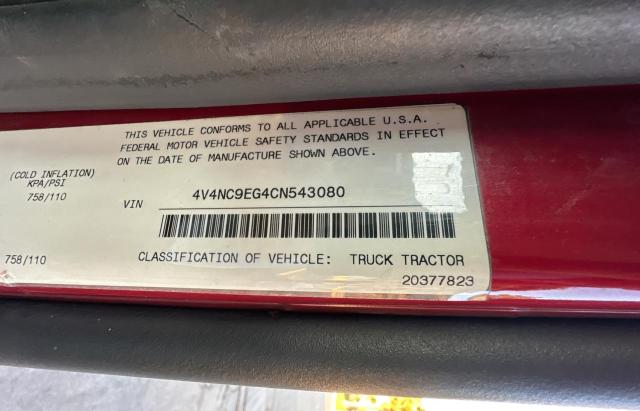 THIS VEHICLE CONFORMS TO ALL APPLICABLE U.S.A.
FEDERAL MOTOR VEHICLE SAFETY STANDARDS IN EFFECT
ON THE DATE OF MANUFACTURE SHOWN ABOVE.
(COLD INFLATION)
KPA/PSI
758/110
VIN 4V4NC9EG4CN543080
758/110
CLASSIFICATION OF VEHICLE: TRUCK TRACTOR
20377823